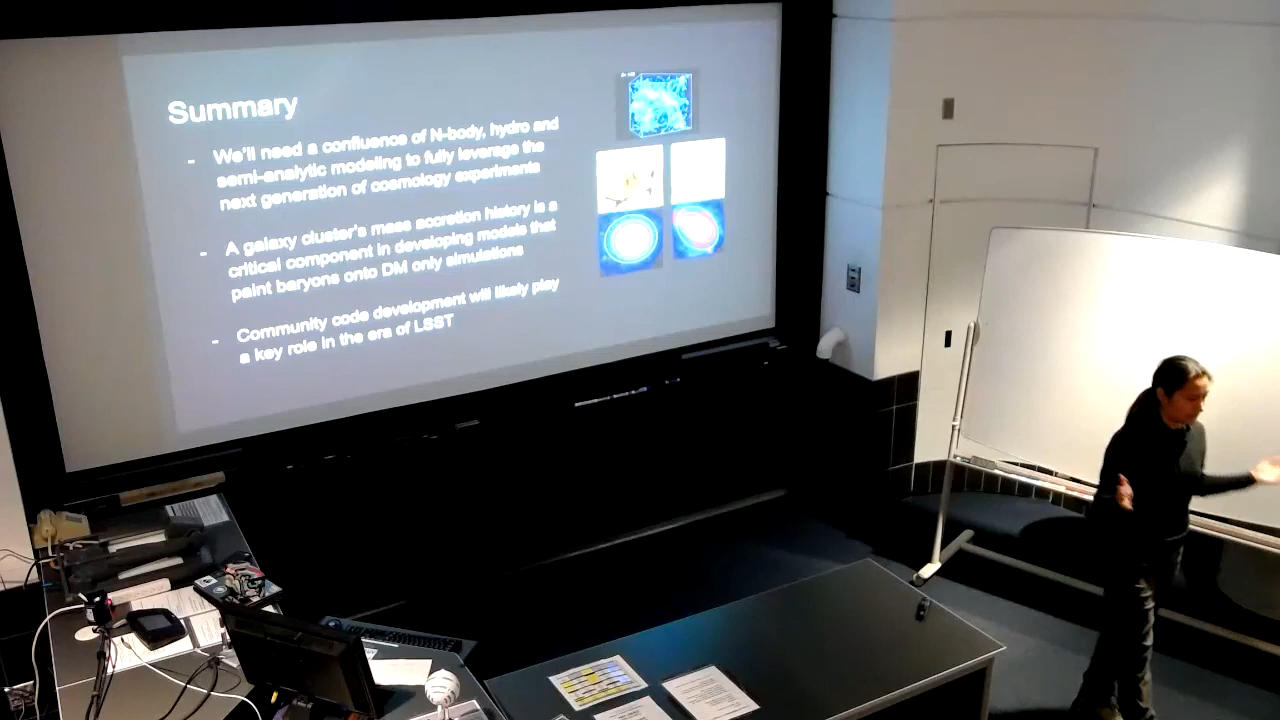 Summary
- We'll need a confluence of N-body, hydro and
semi-analytic modeling to fully leverage the
next generation of cosmology experiments
- A galaxy cluster's mass accretion history is a
critical component in developing models that
paint baryons onto DM only simulations
- Community code development will likely play
a key role in the era of LSST